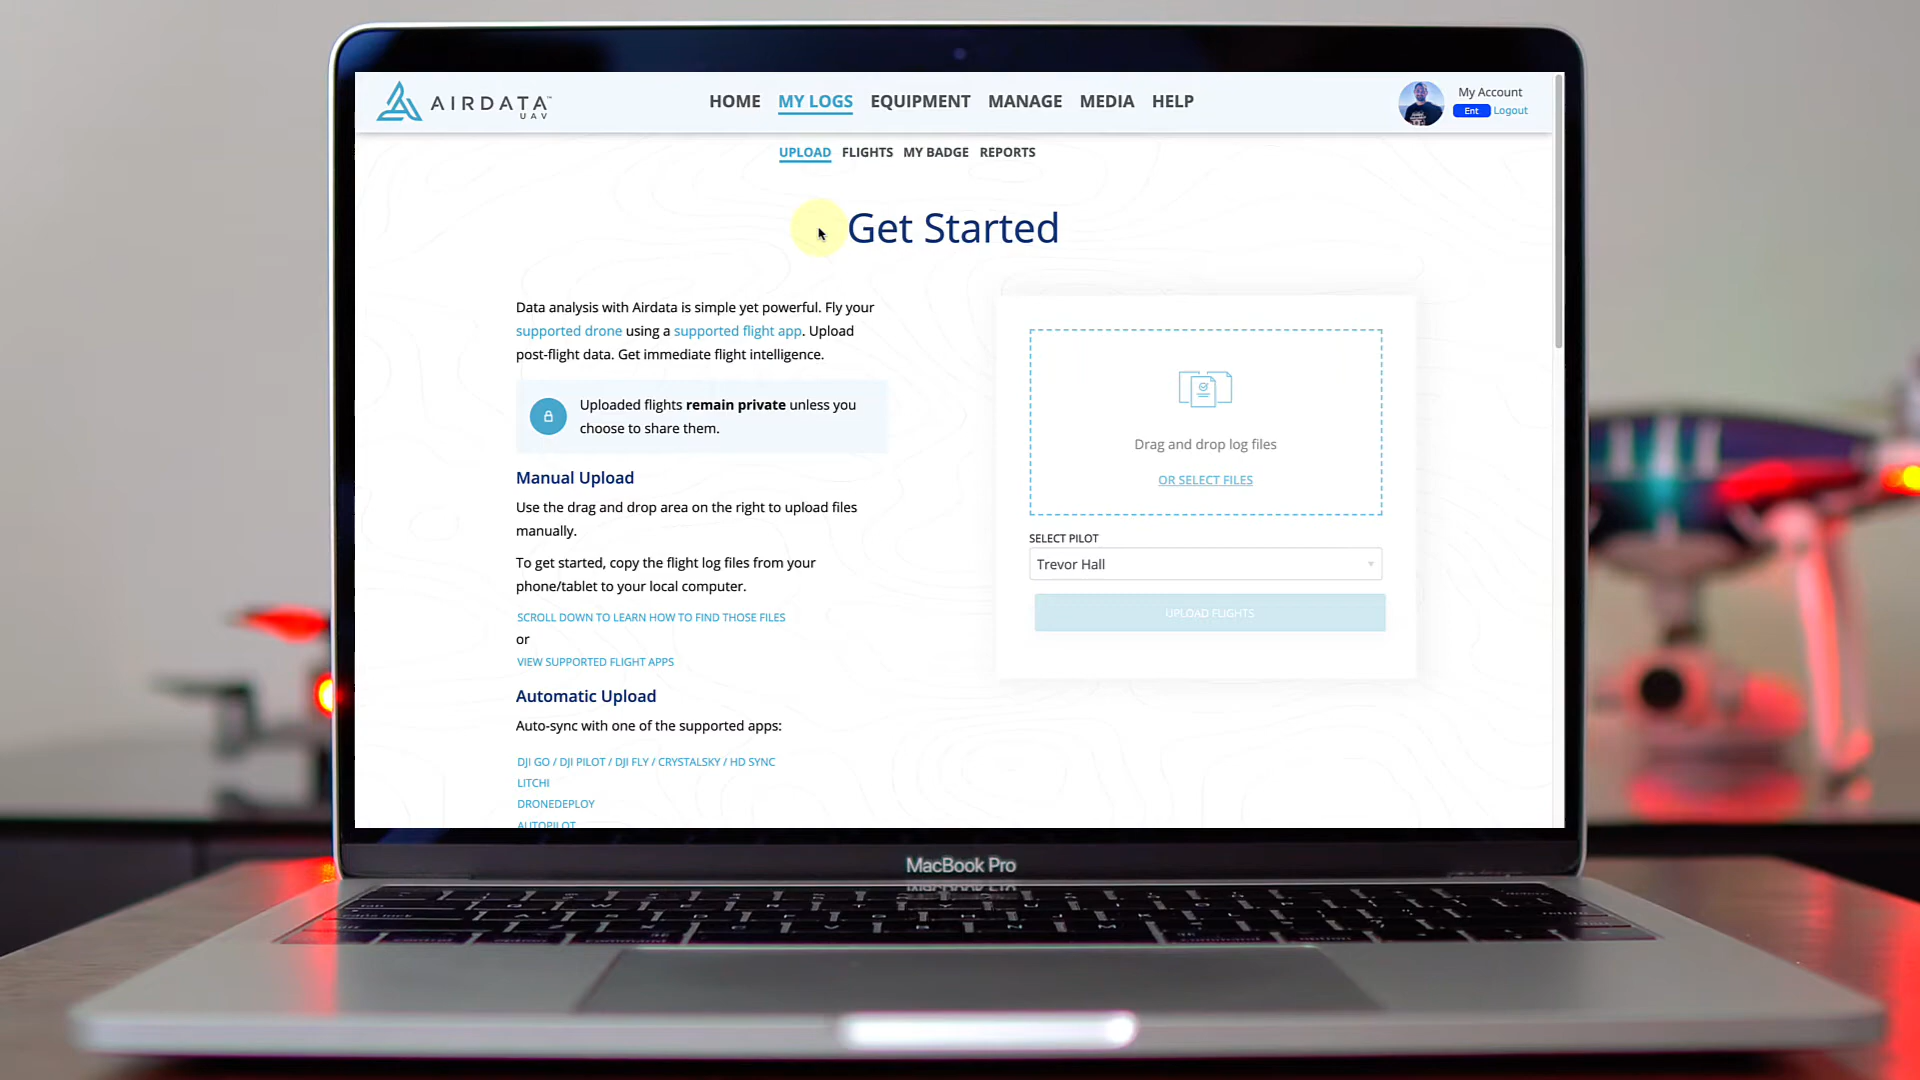 AIRDATA™
UAV
HOME MY LOGS EQUIPMENT MANAGE MEDIA HELP
My Account
Ent Logout
UPLOAD FLIGHTS MY BADGE REPORTS
Get Started
Data analysis with Airdata is simple yet powerful. Fly your
supported drone using a supported flight app. Upload
post-flight data. Get immediate flight intelligence.
Uploaded flights remain private unless you
choose to share them.
Manual Upload
Use the drag and drop area on the right to upload files
manually.
To get started, copy the flight log files from your
phone/tablet to your local computer.
SCROLL DOWN TO LEARN HOW TO FIND THOSE FILES
or
VIEW SUPPORTED FLIGHT APPS
Automatic Upload
Auto-sync with one of the supported apps:
DJI GO / DJI PILOT / DJI FLY / CRYSTALSKY / HD SYNC
LITCHI
DRONEDEPLOY
AUTOPILOT
Drag and drop log files
OR SELECT FILES
SELECT PILOT
Trevor Hall
UPLOAD FLIGHTS
MacBook Pro